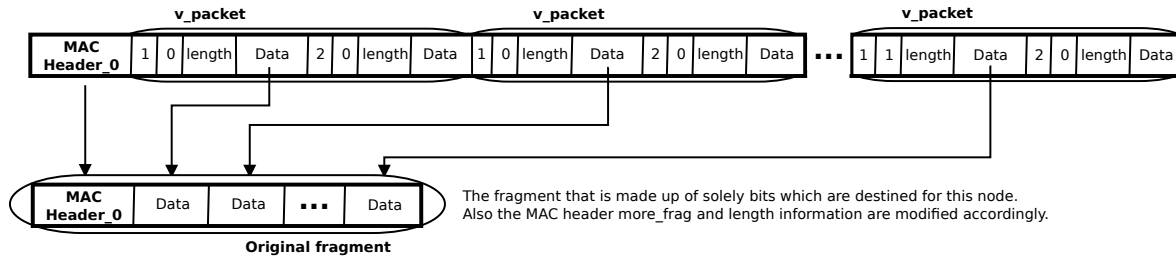 v_packet v_packet v_packet
MAC Header_0 1 0 length Data 2 0 length Data 1 0 length Data 2 0 length Data ... 1 1 length Data 2 0 length Data
MAC Header_0 Data Data ... Data
The fragment that is made up of solely bits which are destined for this node.
Also the MAC header more_frag and length information are modified accordingly.
Original fragment